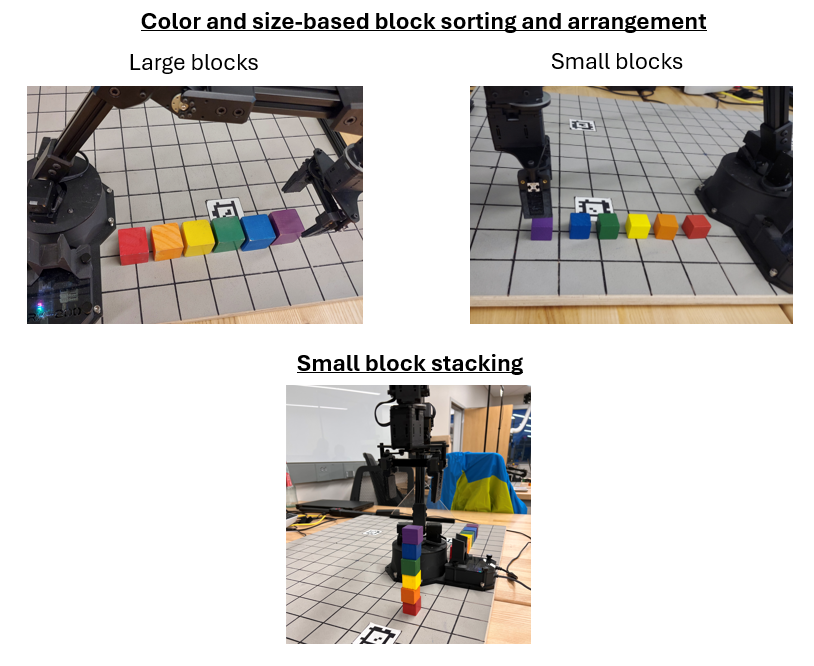 Color and size-based block sorting and arrangement
Large blocks
Small blocks
Small block stacking